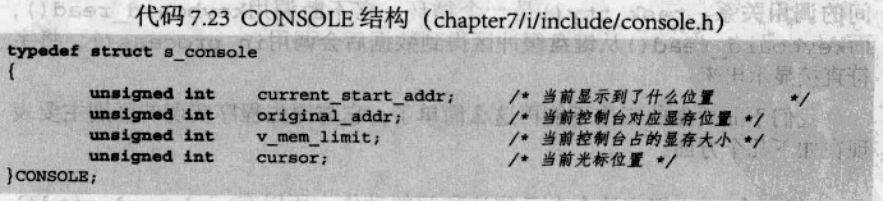 代码 7.23 CONSOLE 结构（chapter7/i/include/console.h）
typedef struct s_console
{
unsigned int current_start_addr; /* 当前显示到了什么位置 */
unsigned int original_addr; /* 当前控制台对应显存位置 */
unsigned int v_mem_limit; /* 当前控制台占的显存大小 */
unsigned int cursor; /* 当前光标位置 */
}CONSOLE;